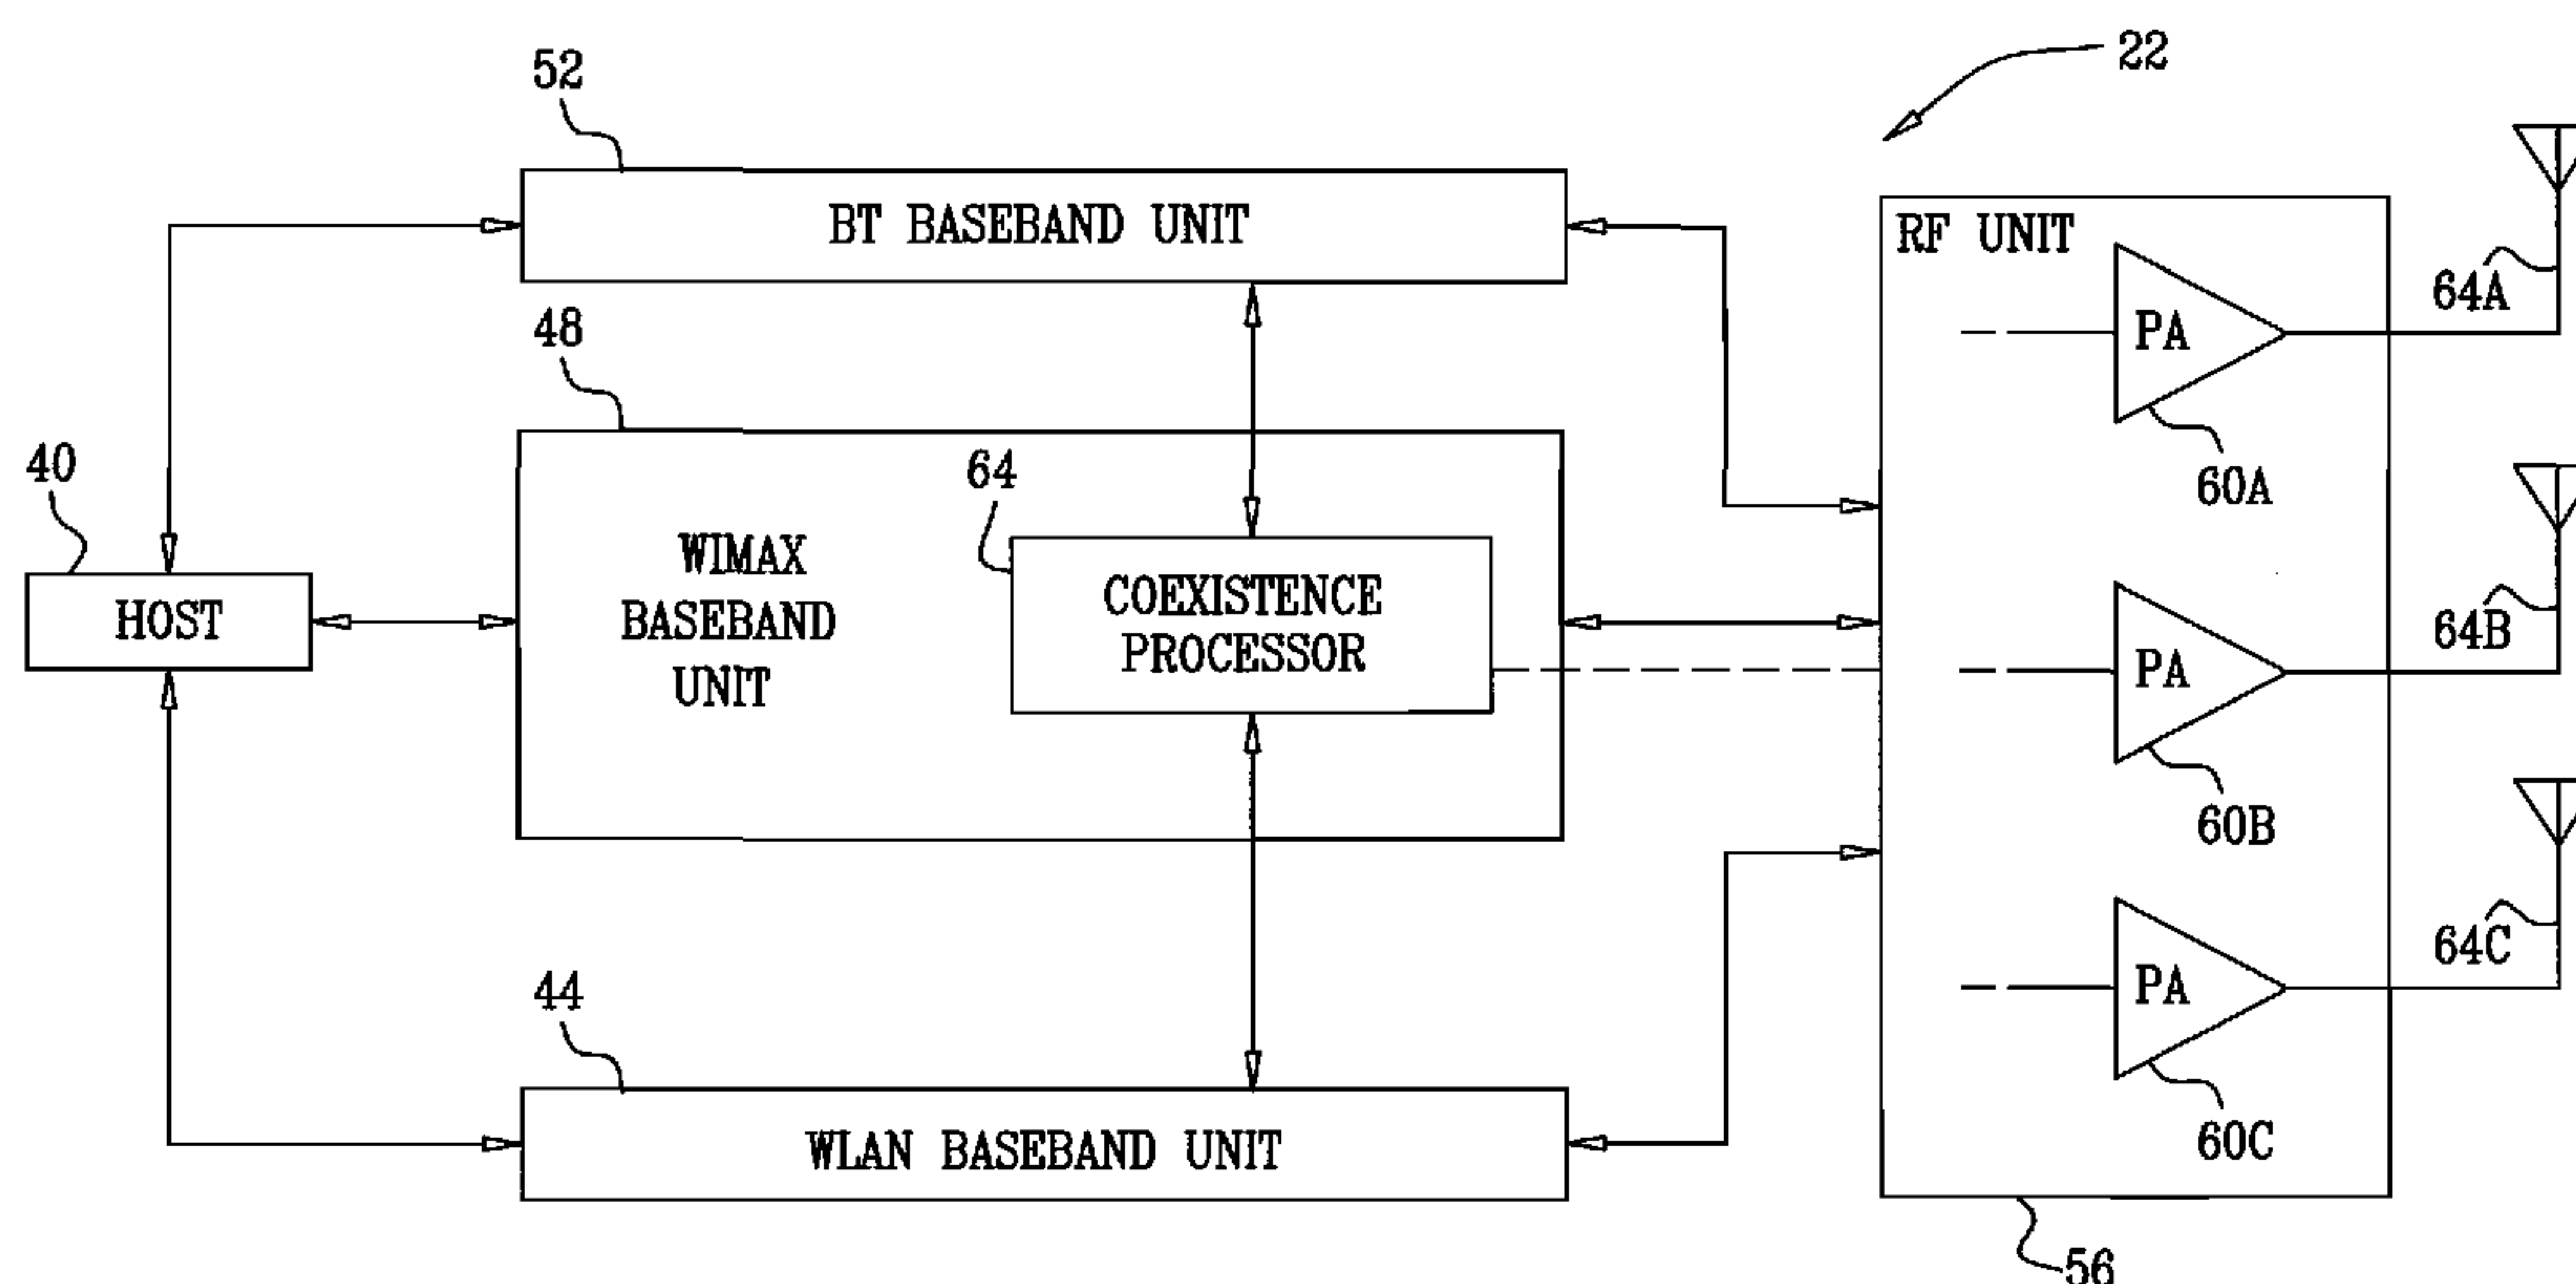 22
52
BT BASEBAND UNIT
RF UNIT
64A
48
PA
40
64
60A
WIMAX
BASEBAND
UNIT
COEXISTENCE
PROCESSOR
HOST
64B
PA
60B
44
64C
PA
WLAN BASEBAND UNIT
60C
56